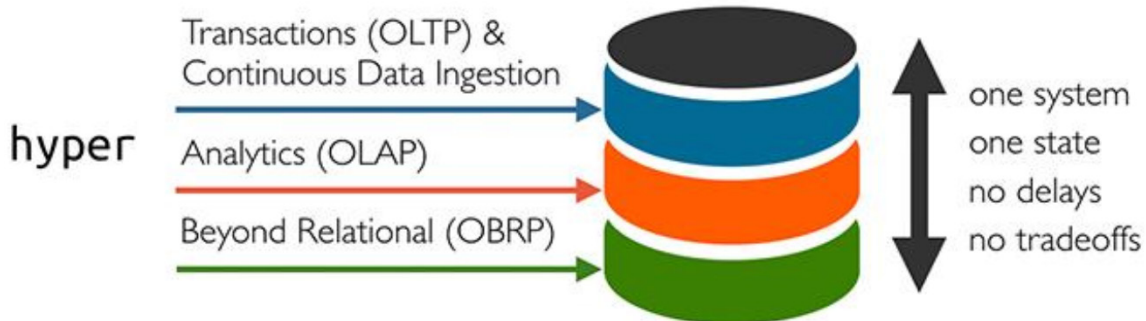 hyper
Transactions (OLTP) &
Continuous Data Ingestion
Analytics (OLAP)
Beyond Relational (OBRP)
one system
one state
no delays
no tradeoffs